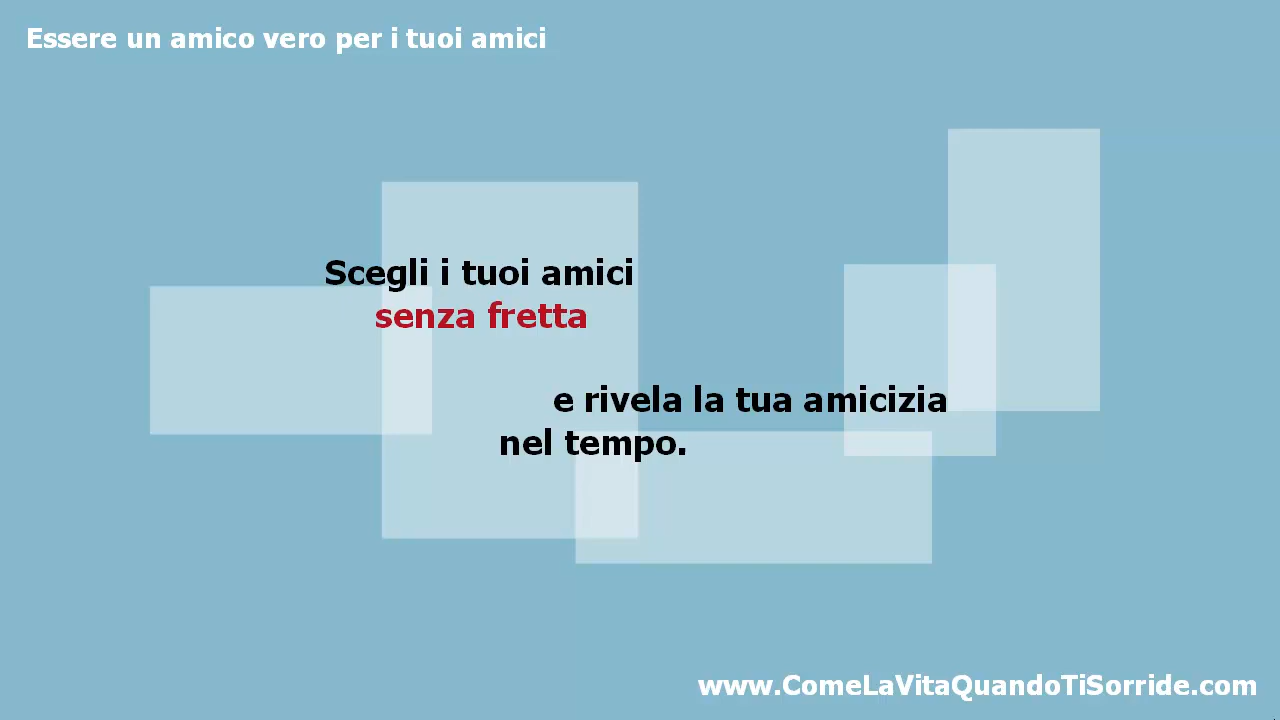 Essere un amico vero per i tuoi amici
Scegli i tuoi amici
senza fretta
e rivela la tua amicizia
nel tempo.
www.ComeLaVitaQuandoTiSorride.com